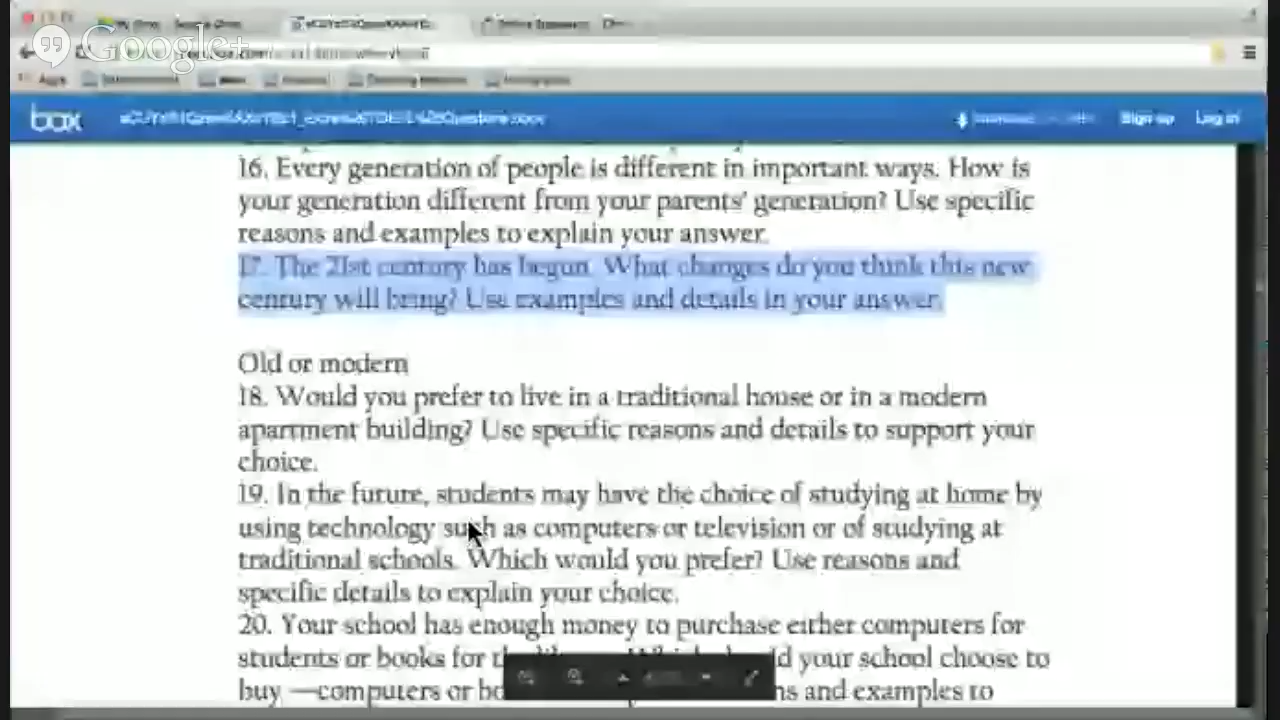 Google+
box
Sign up
Log in
16. Every generation of people is different in important ways. How is
your generation different from your parents' generation? Use specific
reasons and examples to explain your answer.
17. The 21st century has begun. What changes do you think this new
century will bring? Use examples and details in your answer.
Old or modern
18. Would you prefer to live in a traditional house or in a modern
apartment building? Use specific reasons and details to support your
choice.
19. In the future, students may have the choice of studying at home by
using technology such as computers or television or of studying at
traditional schools. Which would you prefer? Use reasons and
specific details to explain your choice.
20. Your school has enough money to purchase either computers for
students or books for your school choose to
buy —computers or and examples to